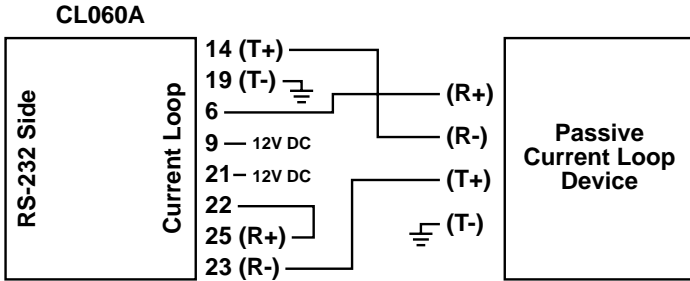 CL060A
RS-232 Side
Current Loop
14 (T+)
19 (T-)
6
9 — 12V DC
21 – 12V DC
22
25 (R+)
23 (R-)
(R+)
(R-)
(T+)
(T-)
Passive
Current Loop
Device